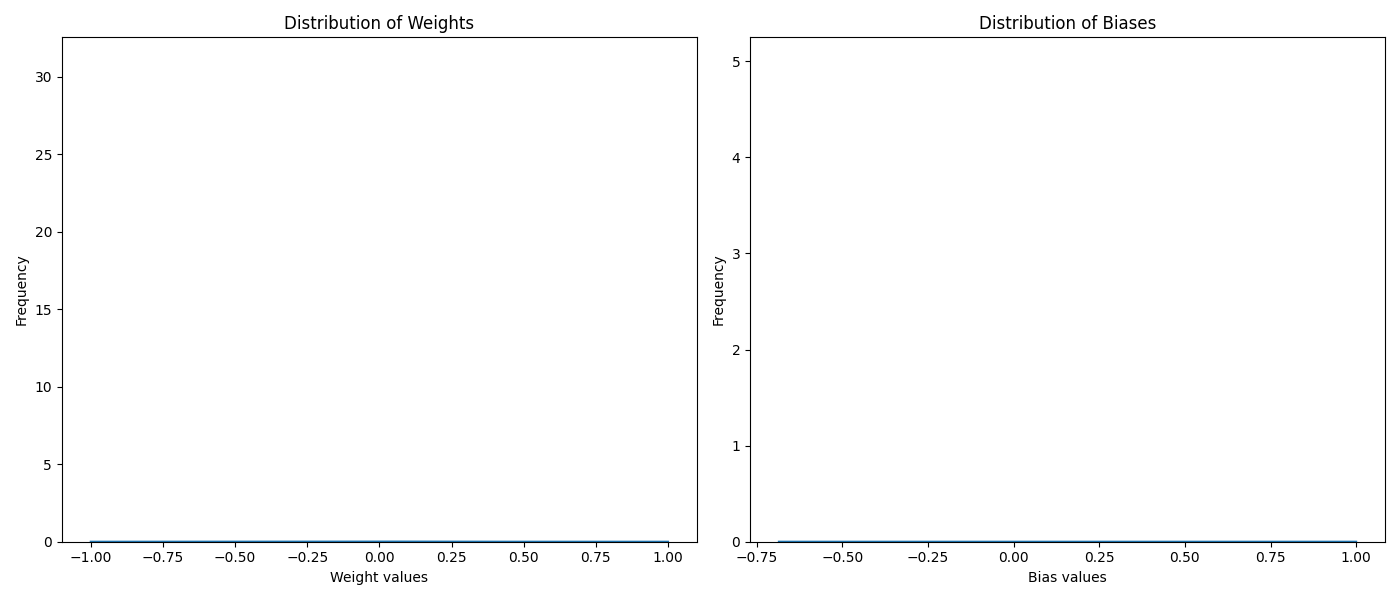 Distribution of Weights
Frequency
30
25
20
15
10
5
0
−1.00 −0.75 −0.50 −0.25 0.00 0.25 0.50 0.75 1.00
Weight values
Distribution of Biases
Frequency
5
4
3
2
1
0
−0.75 −0.50 −0.25 0.00 0.25 0.50 0.75 1.00
Bias values